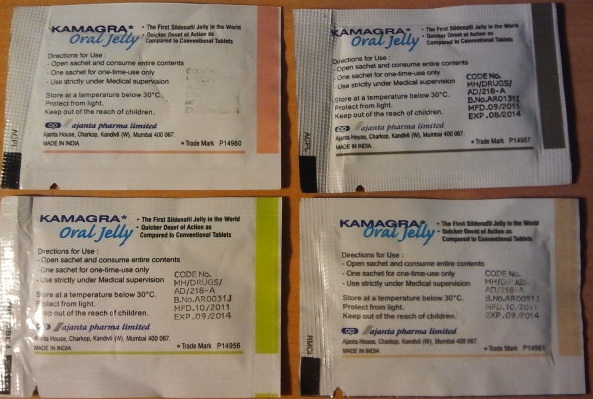 KAMAGRA*
Oral Jelly
• The First Sildenafil Jelly in the World
• Quicker Onset of Action as
Compared to Conventional Tablets
Directions for Use :
- Open sachet and consume entire contents
- One sachet for one-time-use only
- Use strictly under Medical supervision
Store at a temperature below 30°C.
Protect from light.
Keep out of the reach of children.
ap ajanta pharma limited
Ajanta House, Charkop, Kandivli (W), Mumbai 400 067.
MADE IN INDIA
* Trade Mark P14960
KAMAGRA*
Oral Jelly
• The First Sildenafil Jelly in the World
• Quicker Onset of Action as
Compared to Conventional Tablets
Directions for Use :
- Open sachet and consume entire contents
- One sachet for one-time-use only
- Use strictly under Medical supervision
Store at a temperature below 30°C.
Protect from light.
Keep out of the reach of children.
CODE No.
MH/DRUGS/
AD/218-A
MFD.09/2011
EXP.08/2014
ap ajanta pharma limited
Ajanta House, Charkop, Kandivli (W), Mumbai 400 067.
MADE IN INDIA
* Trade Mark P14957
KAMAGRA*
Oral Jelly
• The First Sildenafil Jelly in the World
• Quicker Onset of Action as
Compared to Conventional Tablets
Directions for Use :
- Open sachet and consume entire contents
- One sachet for one-time-use only
- Use strictly under Medical supervision
Store at a temperature below 30°C.
Protect from light.
Keep out of the reach of children.
CODE No.
MH/DRUGS/
AD/218-A
B.No.AR0031J
MFD.10/2011
EXP.09/2014
ap ajanta pharma limited
Ajanta House, Charkop, Kandivli (W), Mumbai 400 067.
MADE IN INDIA
* Trade Mark P14956
KAMAGRA*
Oral Jelly
• The First Sildenafil Jelly in the World
• Quicker Onset of Action as
Compared to Conventional Tablets
Directions for Use :
- Open sachet and consume entire contents
- One sachet for one-time-use only
- Use strictly under Medical supervision
Store at a temperature below 30°C.
Protect from light.
Keep out of the reach of children.
CODE No.
MH/DRUGS/
AD/218-A
B.No.AR0051J
MFD.10/2011
EXP.09/2014
ap ajanta pharma limited
Ajanta House, Charkop, Kandivli (W), Mumbai 400 067.
MADE IN INDIA
* Trade Mark P14961